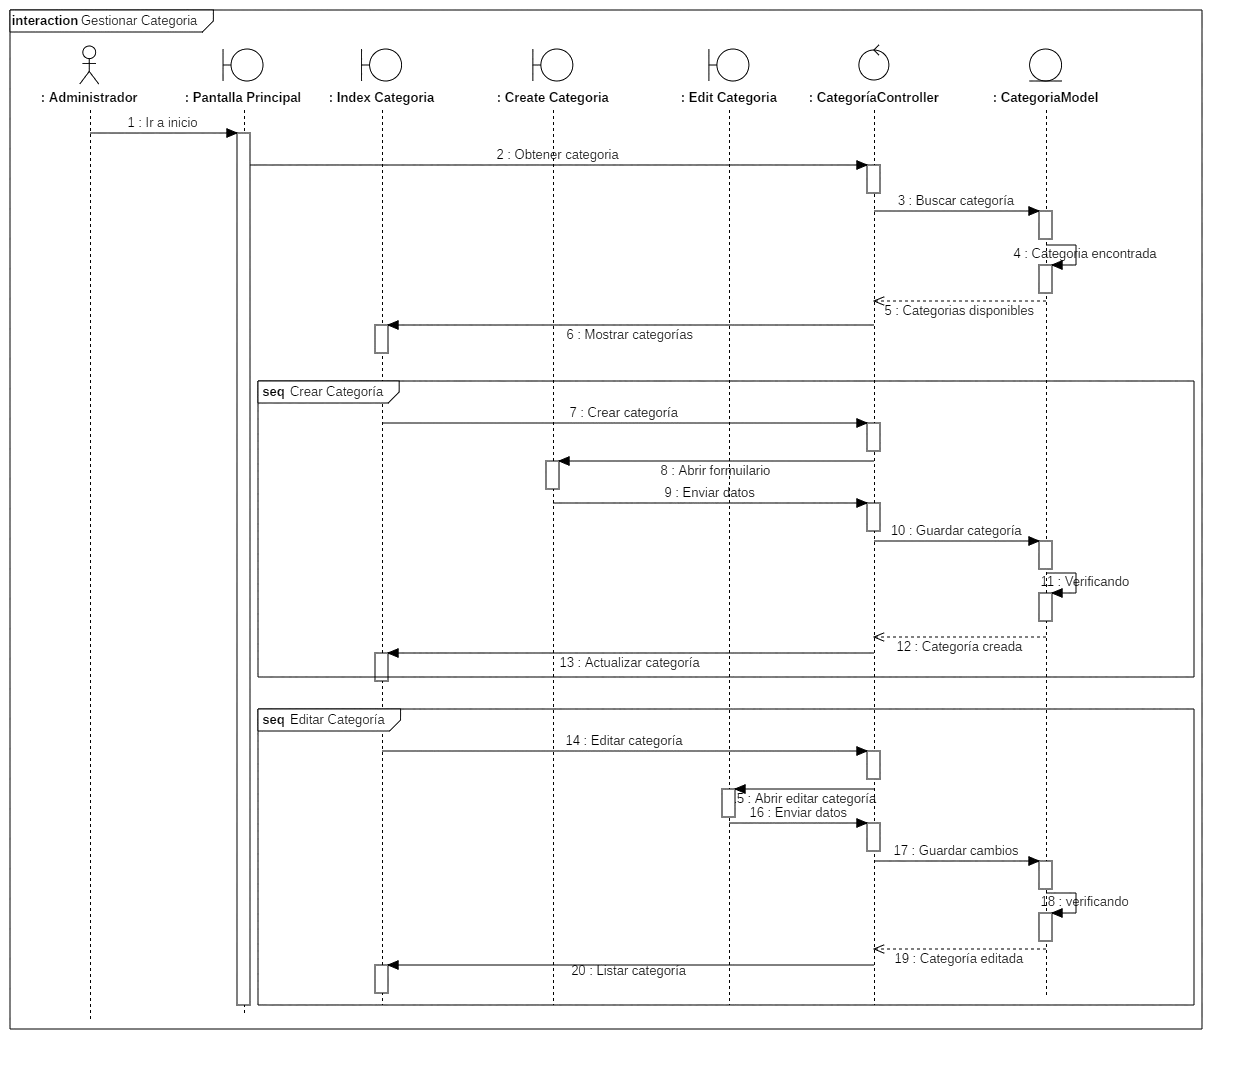 interaction Gestionar Categoria
: Administrador
: Pantalla Principal
: Index Categoria
: Create Categoria
: Edit Categoria
: CategoríaController
: CategoriaModel
1 : Ir a inicio
2 : Obtener categoria
3 : Buscar categoría
4 : Categoria encontrada
5 : Categorias disponibles
6 : Mostrar categorías
seq Crear Categoría
7 : Crear categoría
8 : Abrir formuilario
9 : Enviar datos
10 : Guardar categoría
11 : Verificando
12 : Categoría creada
13 : Actualizar categoría
seq Editar Categoría
14 : Editar categoría
5 : Abrir editar categoría
16 : Enviar datos
17 : Guardar cambios
18 : verificando
19 : Categoría editada
20 : Listar categoría